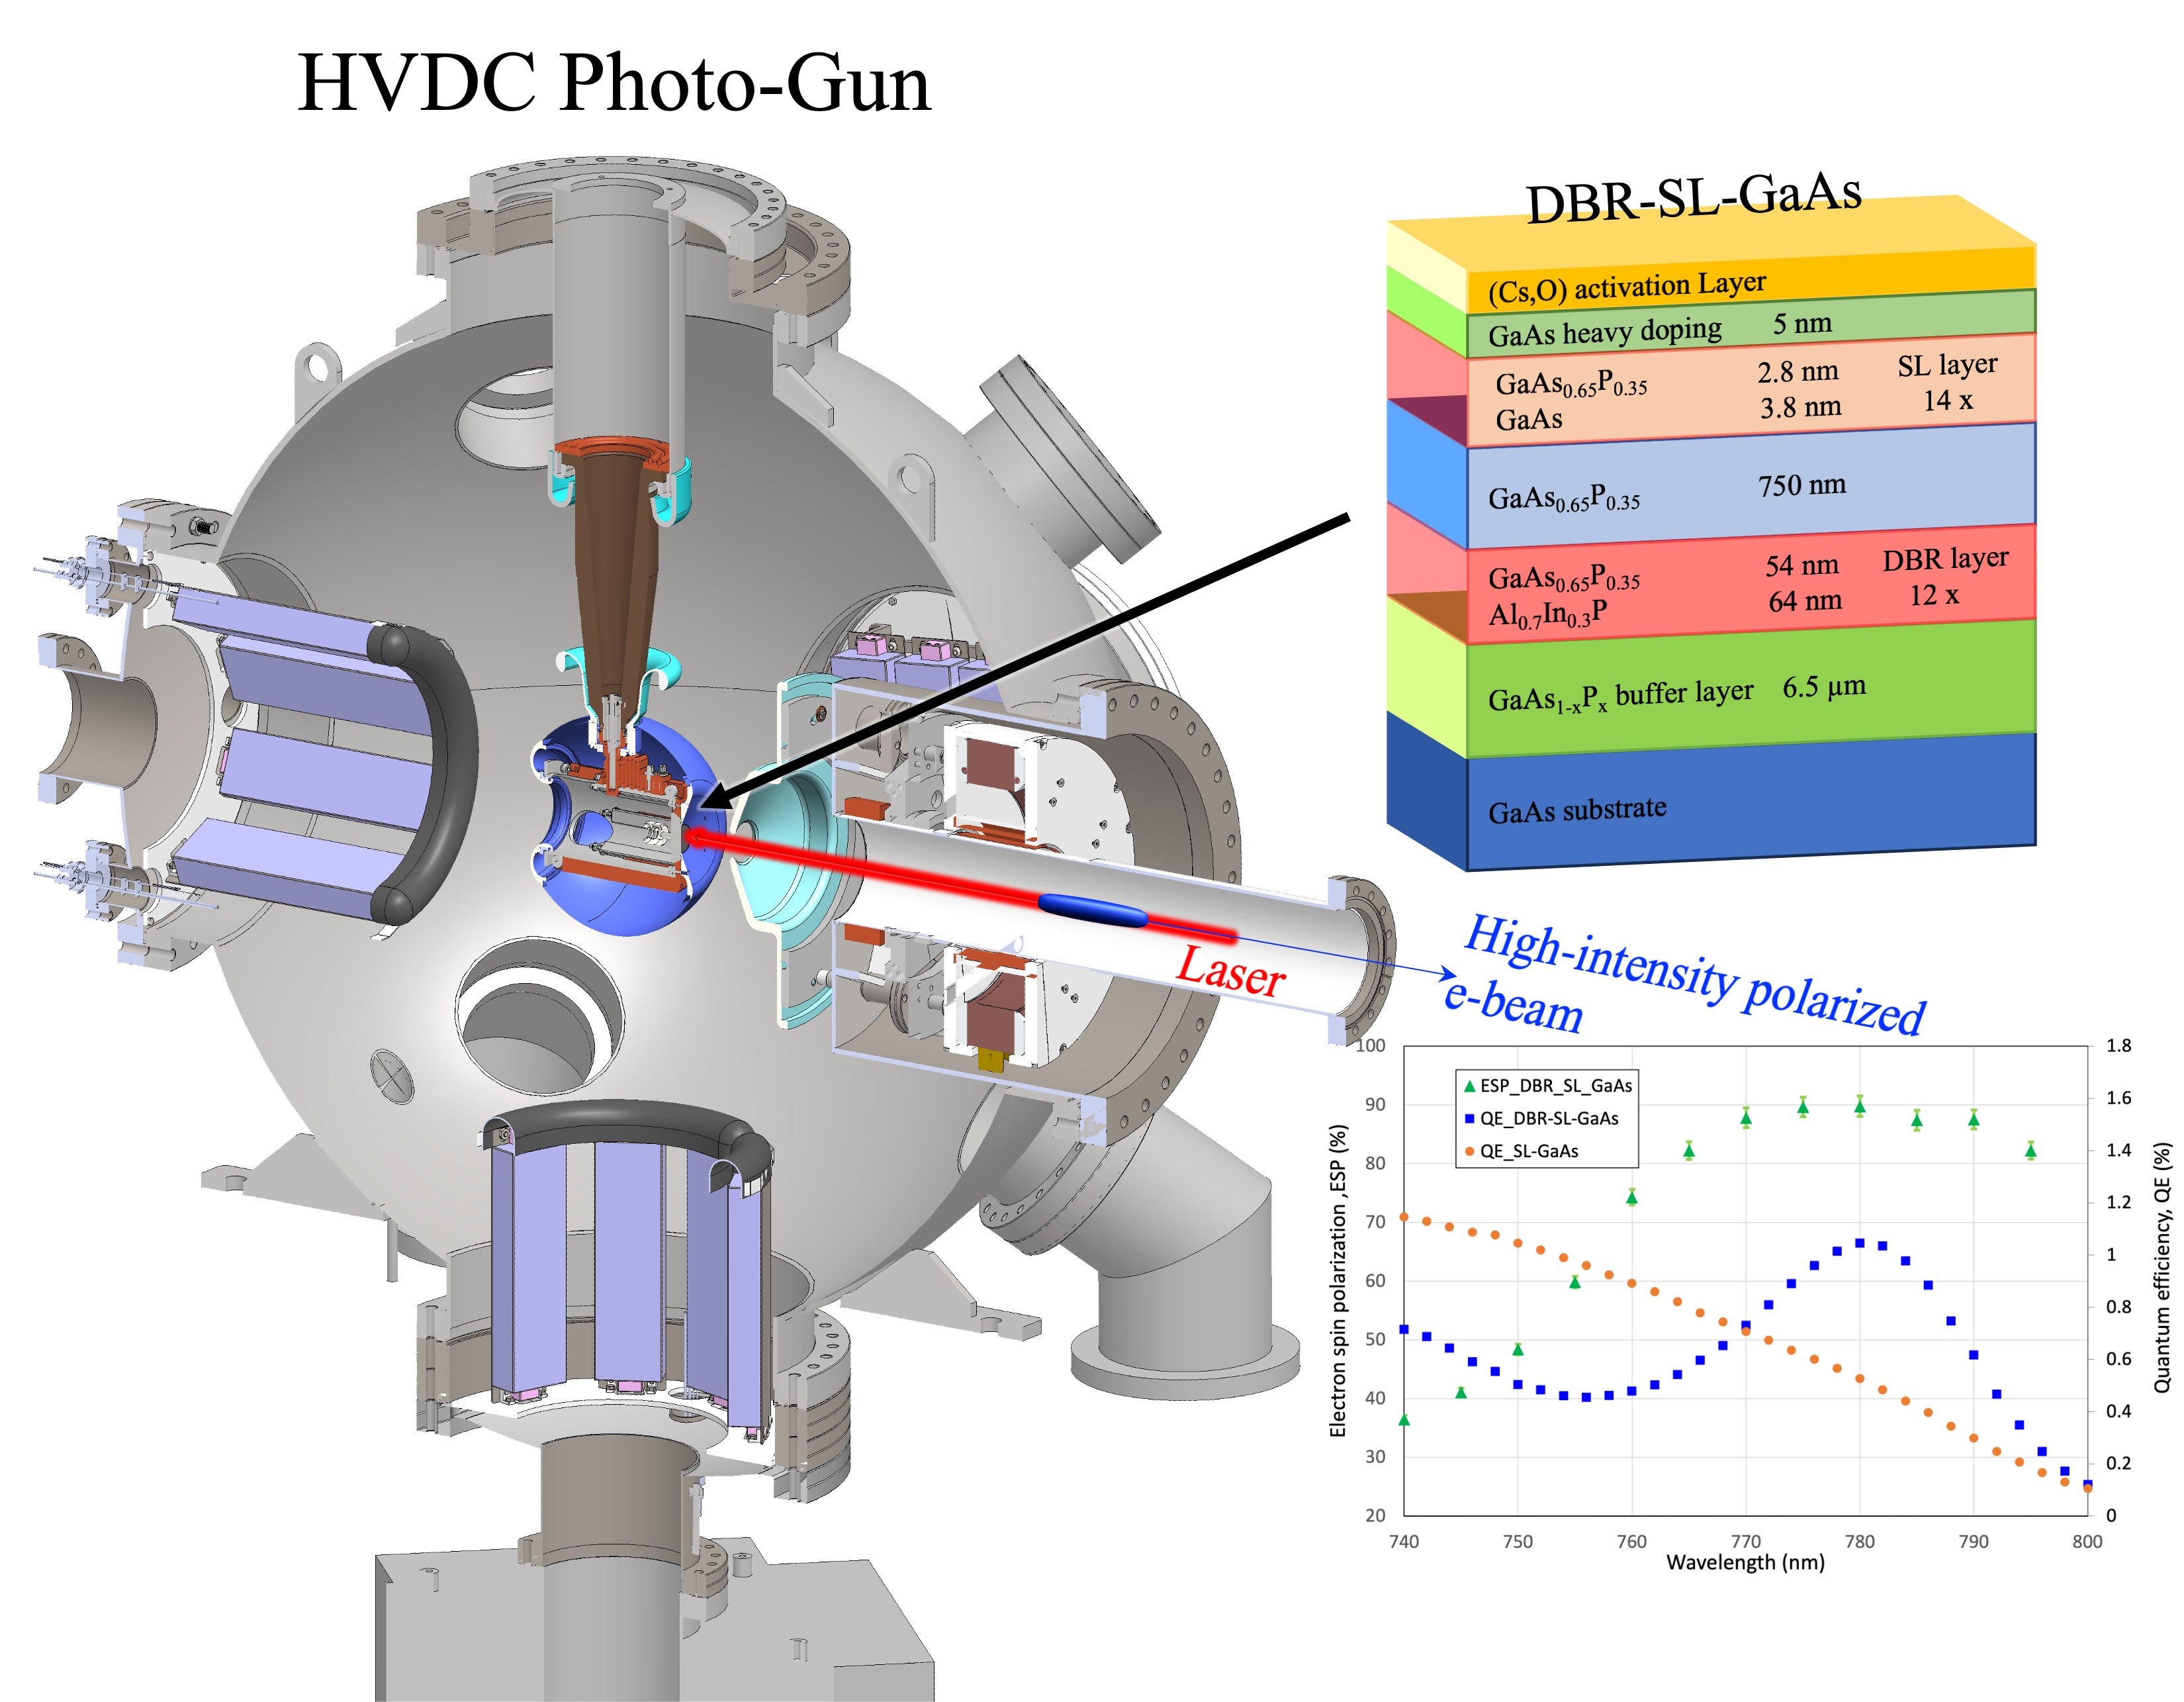 HVDC Photo-Gun
DBR-SL-GaAs
(Cs,O) activation Layer
GaAs heavy doping 5 nm
GaAs0.65P0.35 2.8 nm SL layer
GaAs 3.8 nm 14 x
GaAs0.65P0.35 750 nm
GaAs0.65P0.35 54 nm DBR layer
Al0.7In0.3P 64 nm 12 x
GaAs1-xPx buffer layer 6.5 µm
GaAs substrate
Laser
High-intensity polarized
e-beam
ESP_DBR_SL_GaAs
QE_DBR-SL-GaAs
QE_SL-GaAs
Electron spin polarization ,ESP (%)
100
90
80
70
60
50
40
30
20
1.8
1.6
1.4
1.2
1
0.8
0.6
0.4
0.2
0
Quantum efficiency, QE (%)
740 750 760 770 780 790 800
Wavelength (nm)